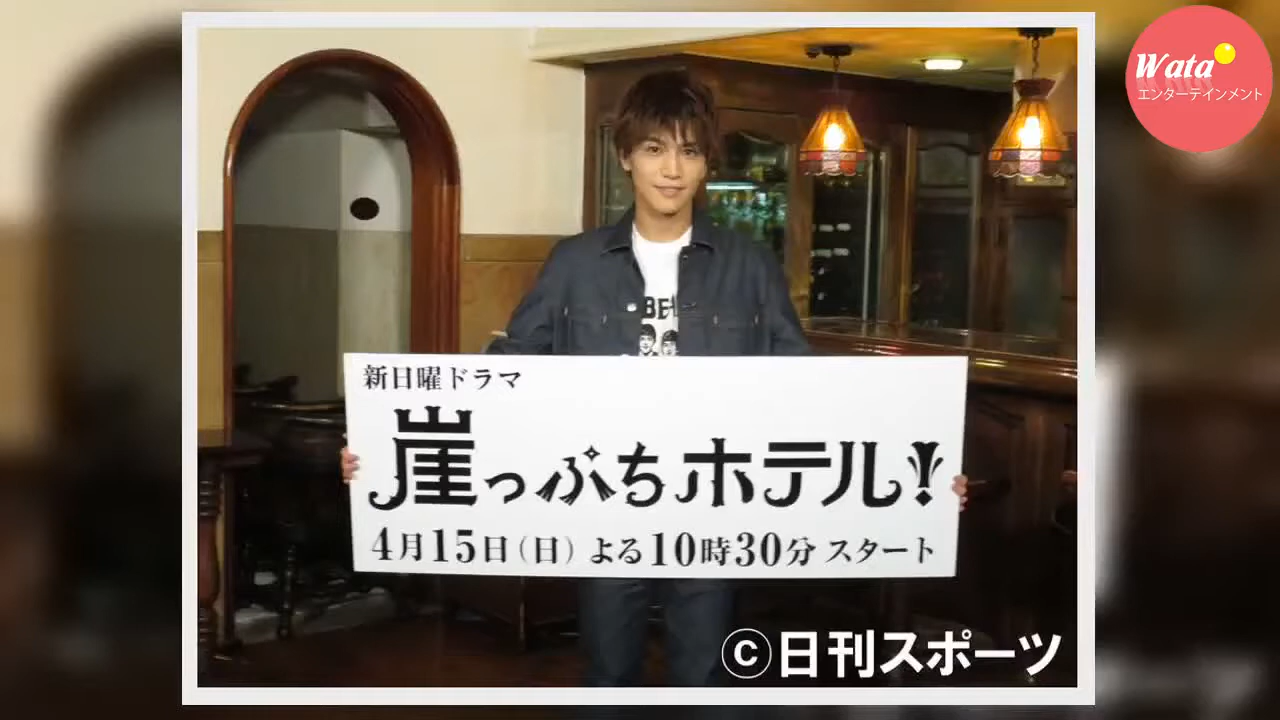 Wata
エンターテインメント
BE
新日曜ドラマ
崖っぷちホテル!
4月15日(日)よる10時30分 スタート
©日刊スポーツ